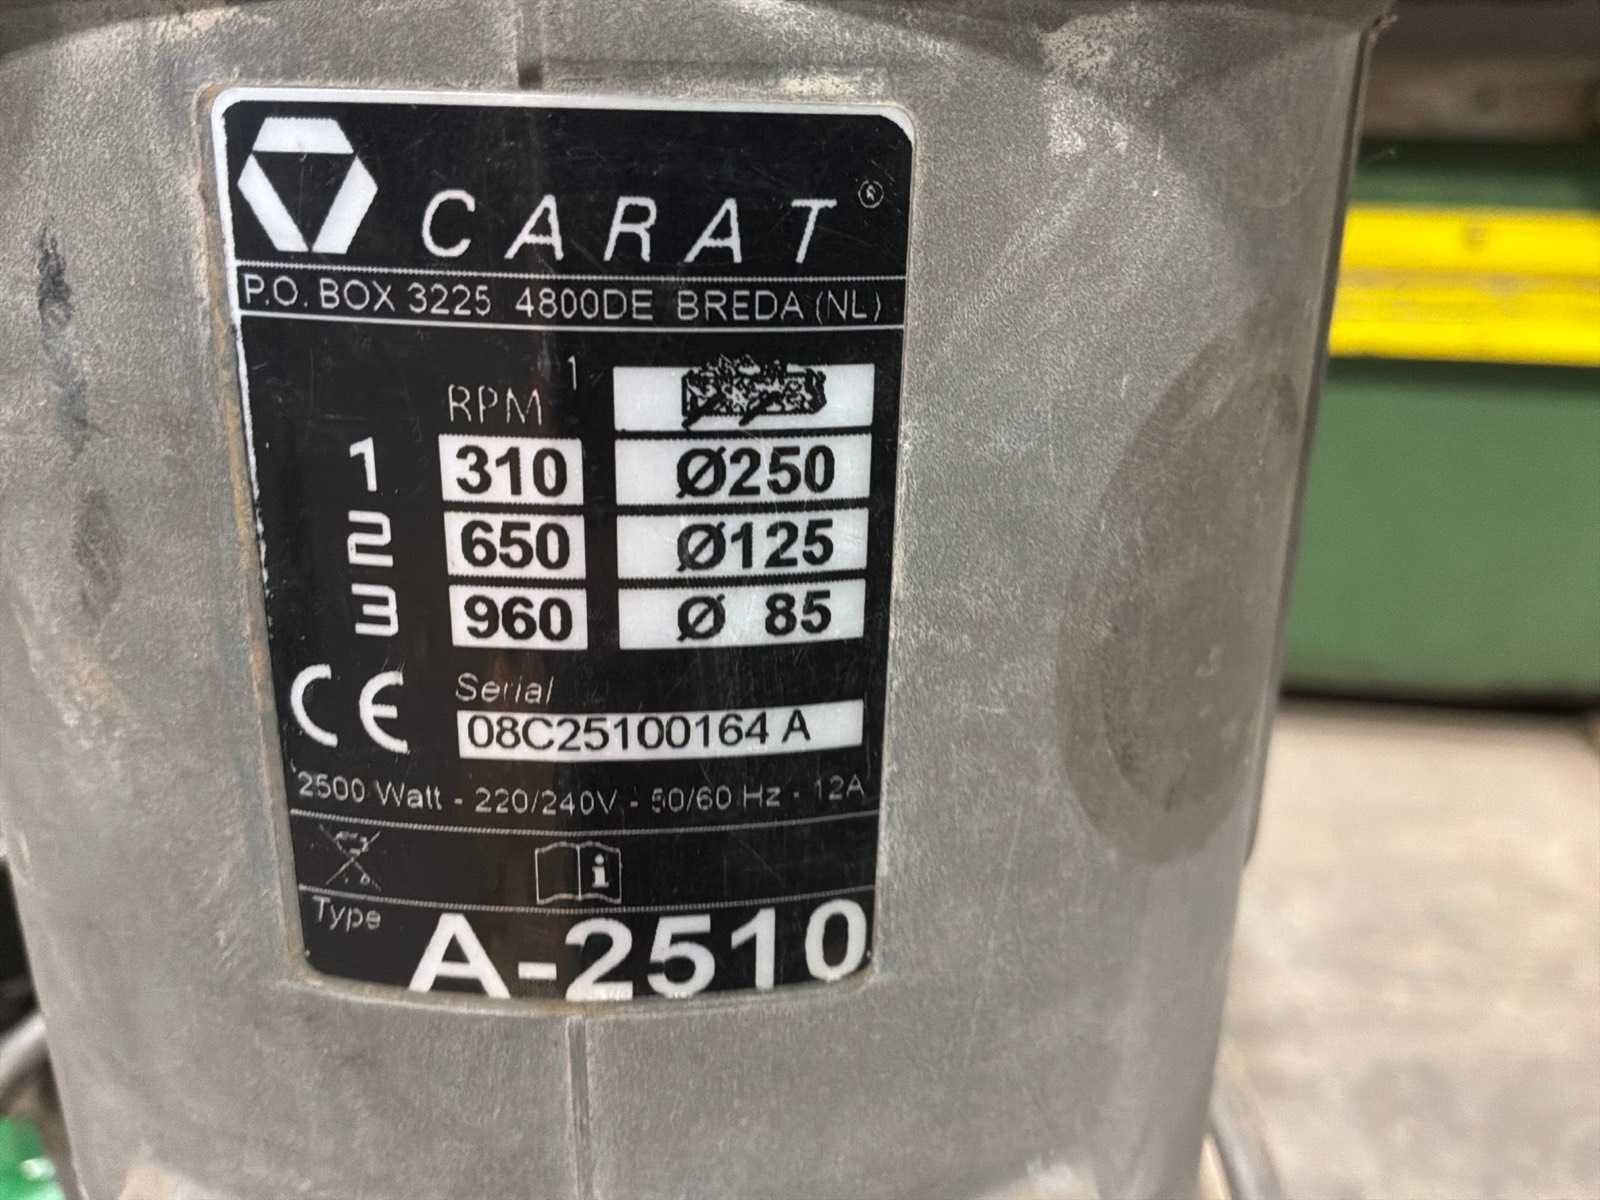 CARAT®
P.O. BOX 3225 4800DE BREDA (NL)
RPM 1
1 310 Ø250
2 650 Ø125
3 960 Ø 85
CE Serial
08C25100164 A
2500 Watt - 220/240V - 50/60 Hz - 12A
i
Type A-2510